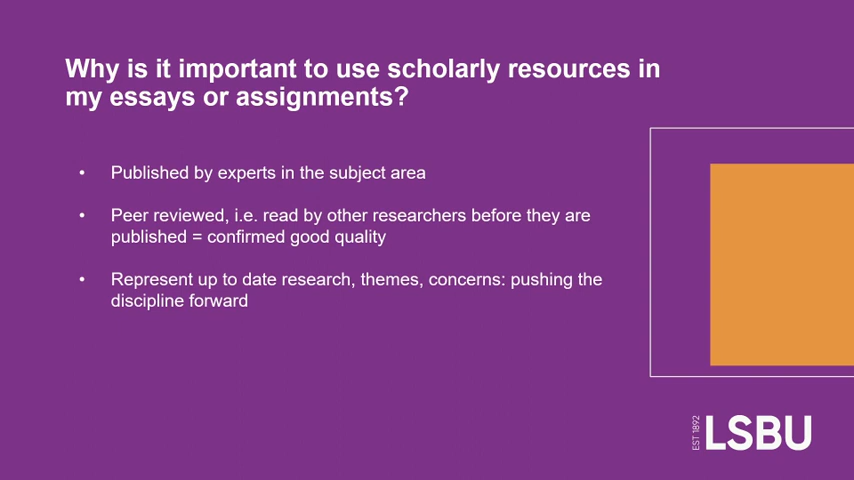 Why is it important to use scholarly resources in
my essays or assignments?
• Published by experts in the subject area
• Peer reviewed, i.e. read by other researchers before they are
published = confirmed good quality
• Represent up to date research, themes, concerns: pushing the
discipline forward
EST 1892
LSBU